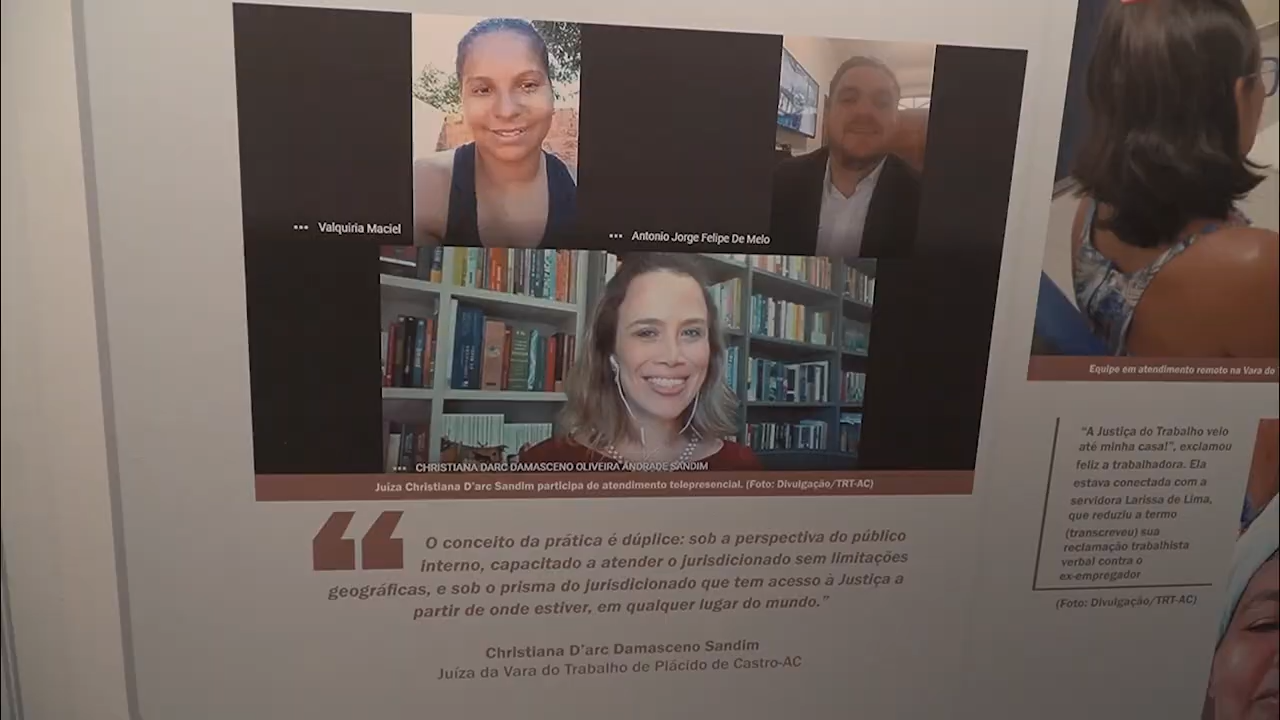 Valquiria Maciel
Antonio Jorge Felipe De Melo
CHRISTIANA DARC DAMASCENO OLIVEIRA ANDRADE SANDIM
Juíza Christiana D'arc Sandim participa de atendimento telepresencial. (Foto: Divulgação/TRT-AC)
“O conceito da prática é dúplice: sob a perspectiva do público
interno, capacitado a atender o jurisdicionado sem limitações
geográficas, e sob o prisma do jurisdicionado que tem acesso à Justiça a
partir de onde estiver, em qualquer lugar do mundo.”
Christiana D'arc Damasceno Sandim
Juíza da Vara do Trabalho de Plácido de Castro-AC
Equipe em atendimento remoto na Vara do
“A Justiça do Trabalho veio
até minha casa!”, exclamou
feliz a trabalhadora. Ela
estava conectada com a
servidora Larissa de Lima,
que reduziu a termo
(transcreveu) sua
reclamação trabalhista
verbal contra o
ex-empregador
(Foto: Divulgação/TRT-AC)